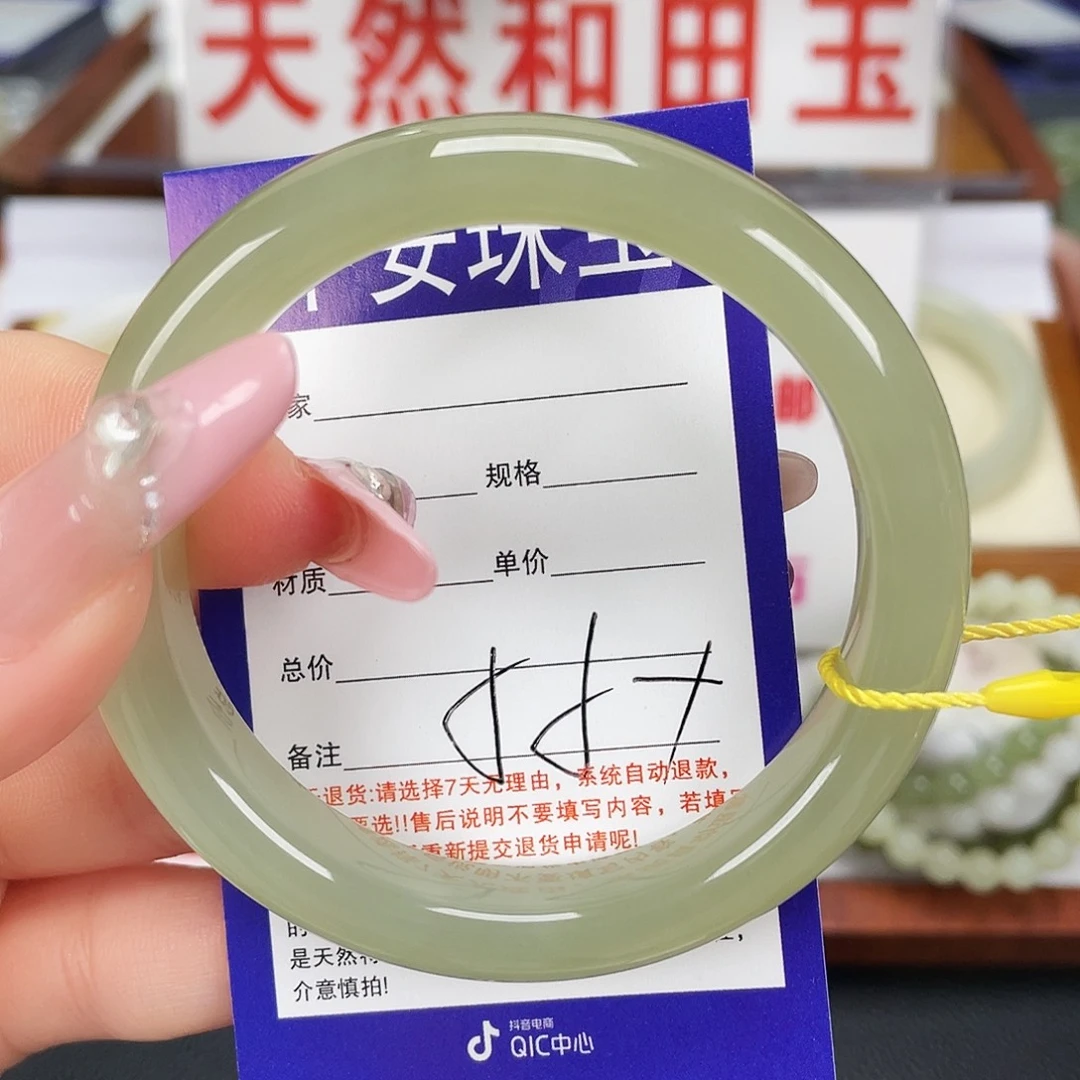 天然和田玉
安珠玉
家
规格
材质
单价
总价
备注
退货:请选择7天无理由，系统自动退款，
要选!!售后说明不要填写内容，若填
重新提交退货申请呢!
的
是天然
介意慎拍!
抖音电商
QIC中心